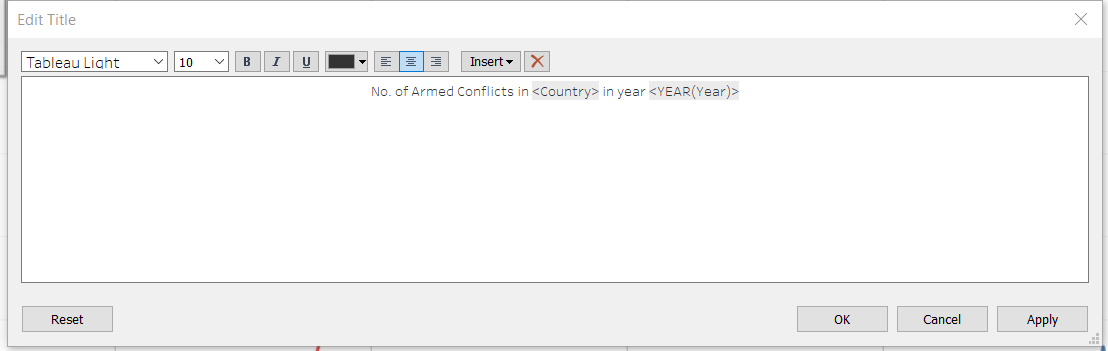 Edit Title
Tableau Light 10 B I U Insert
No. of Armed Conflicts in <Country> in year <YEAR(Year)>
Reset OK Cancel Apply